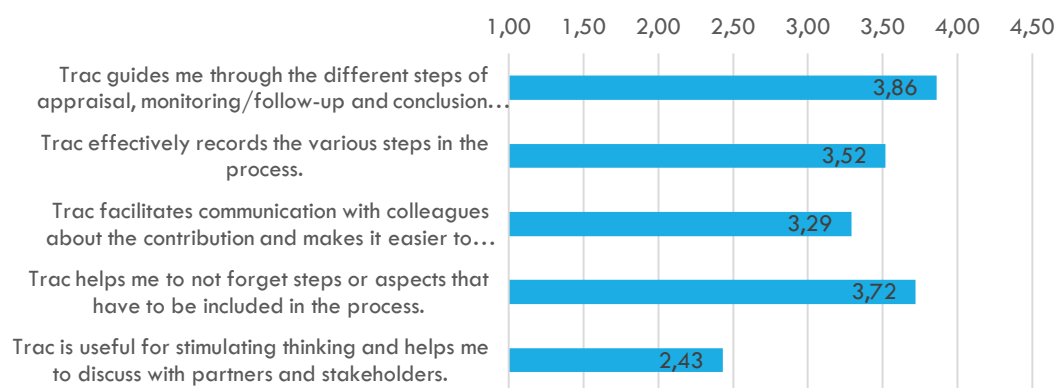 1,00 1,50 2,00 2,50 3,00 3,50 4,00 4,50
Trac guides me through the different steps of
appraisal, monitoring/follow-up and conclusion…
3,86
Trac effectively records the various steps in the
process.
3,52
Trac facilitates communication with colleagues
about the contribution and makes it easier to…
3,29
Trac helps me to not forget steps or aspects that
have to be included in the process.
3,72
Trac is useful for stimulating thinking and helps me
to discuss with partners and stakeholders.
2,43